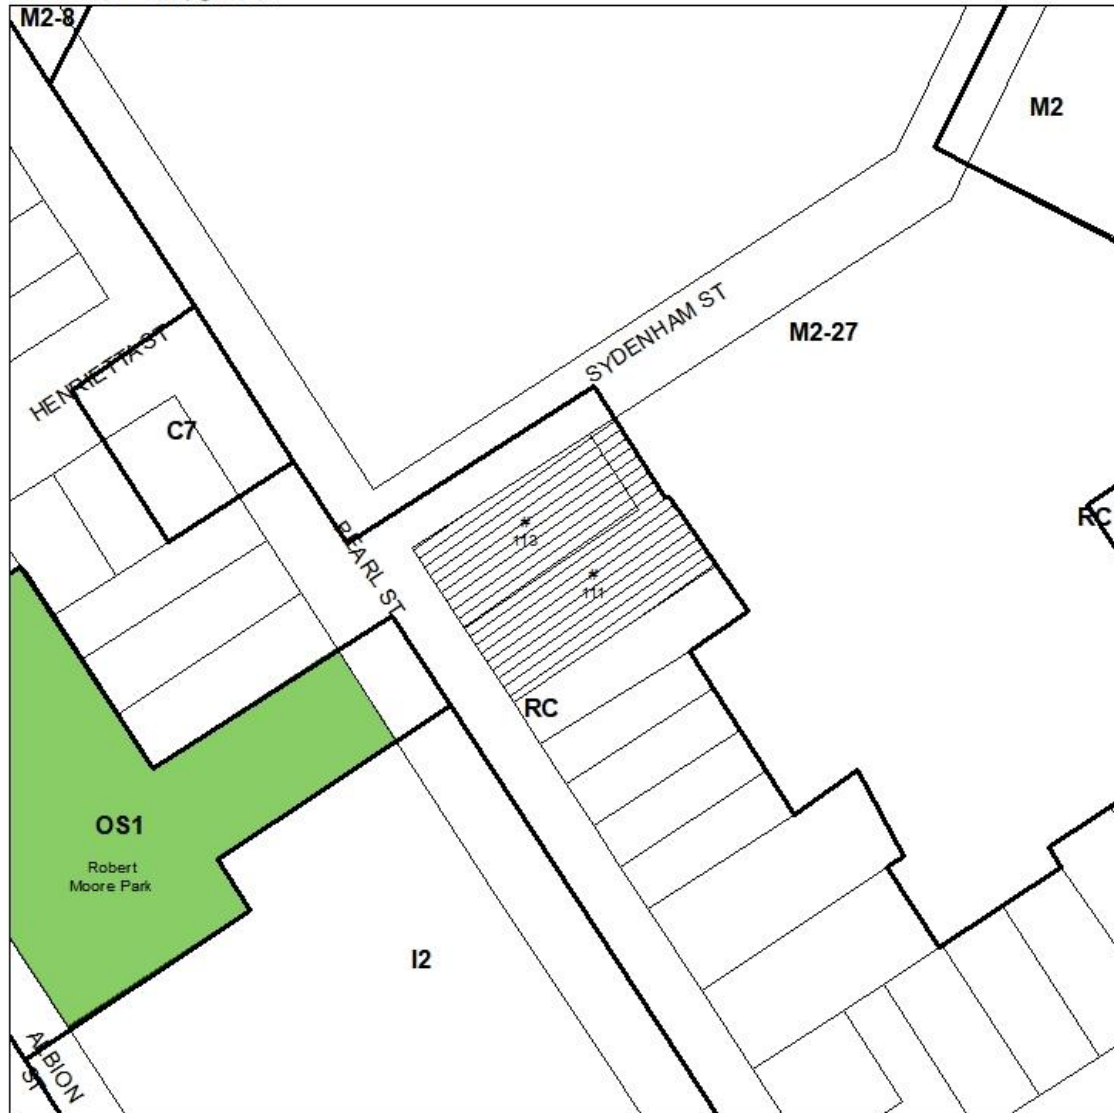 M2-8
M2
SYDENHAM ST
M2-27
HENRIETTA ST
C7
RC
*
113
PEARL ST
*
111
RC
OS1
Robert
Moore Park
I2
ALBION
ST